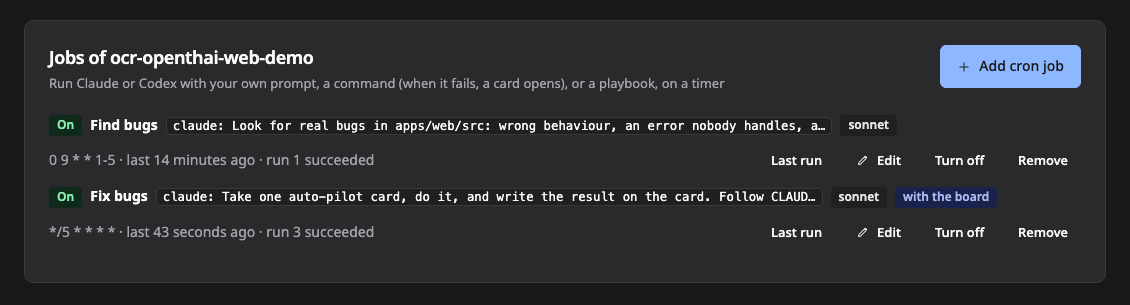 Jobs of ocr-openthai-web-demo
Run Claude or Codex with your own prompt, a command (when it fails, a card opens), or a playbook, on a timer
+ Add cron job
On Find bugs claude: Look for real bugs in apps/web/src: wrong behaviour, an error nobody handles, a… sonnet
0 9 * * 1-5 · last 14 minutes ago · run 1 succeeded Last run Edit Turn off Remove
On Fix bugs claude: Take one auto-pilot card, do it, and write the result on the card. Follow CLAUD… sonnet with the board
*/5 * * * * · last 43 seconds ago · run 3 succeeded Last run Edit Turn off Remove